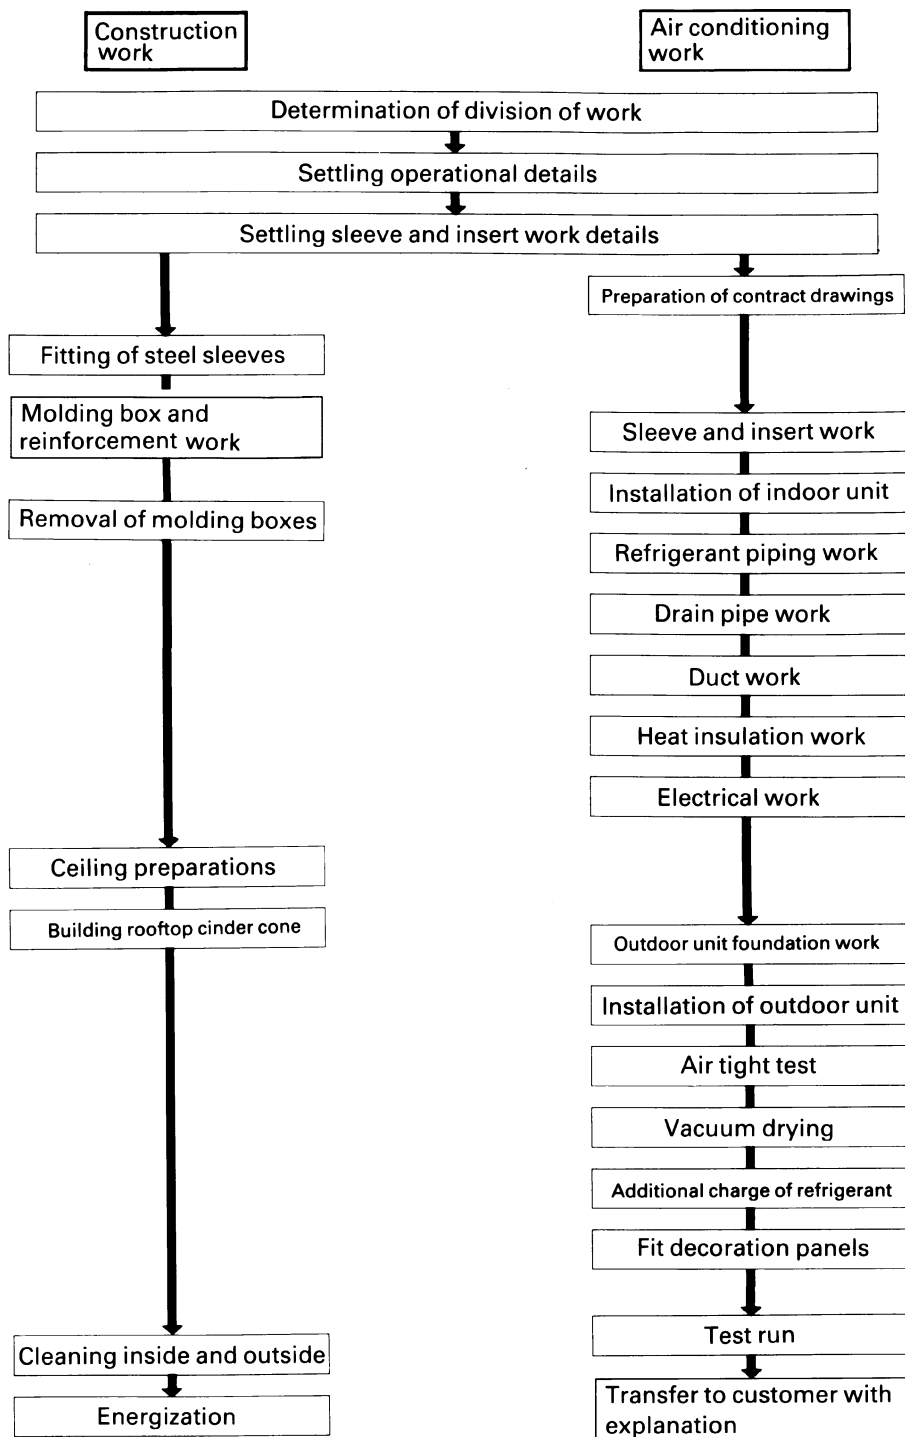 Construction
work
Air conditioning
work
Determination of division of work
Settling operational details
Settling sleeve and insert work details
Preparation of contract drawings
Fitting of steel sleeves
Molding box and
reinforcement work
Sleeve and insert work
Installation of indoor unit
Removal of molding boxes
Refrigerant piping work
Drain pipe work
Duct work
Heat insulation work
Electrical work
Ceiling preparations
Building rooftop cinder cone
Outdoor unit foundation work
Installation of outdoor unit
Air tight test
Vacuum drying
Additional charge of refrigerant
Fit decoration panels
Test run
Cleaning inside and outside
Energization
Transfer to customer with
explanation